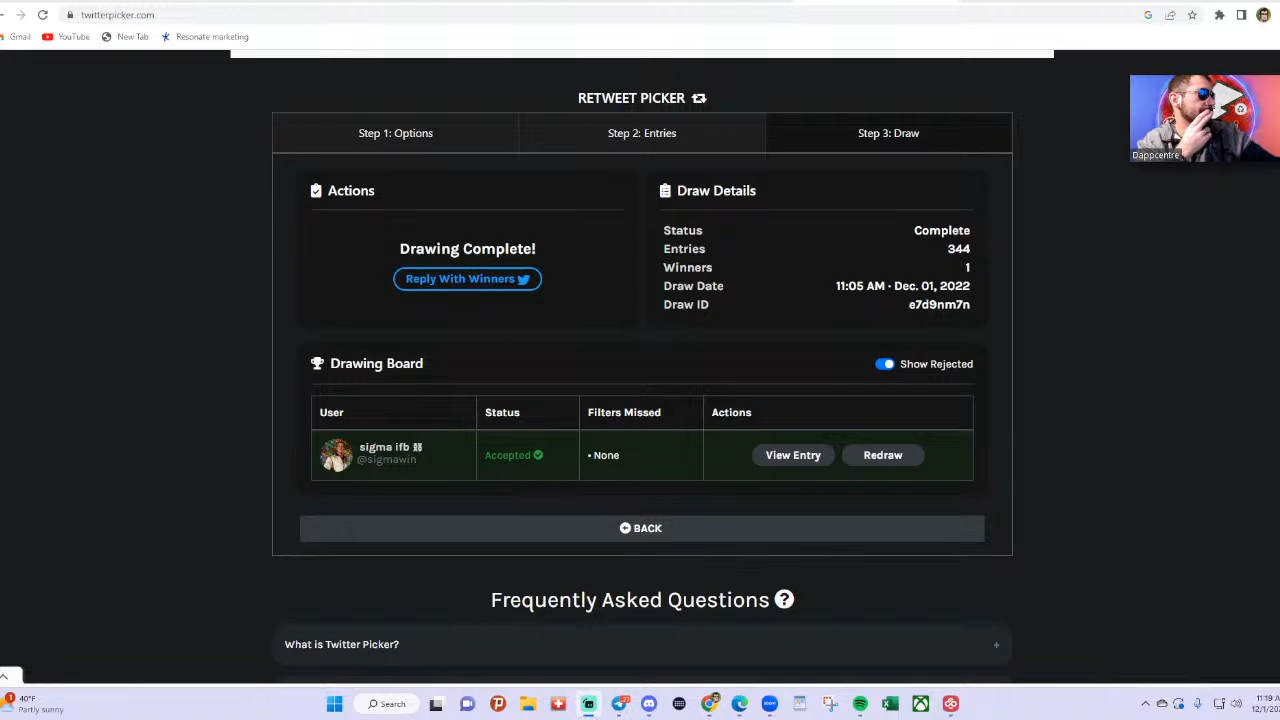 twitterpicker.com
Gmail
YouTube
New Tab
Resonate marketing
RETWEET PICKER
Step 1: Options
Step 2: Entries
Step 3: Draw
Dappcentre
Actions
Drawing Complete!
Reply With Winners
Draw Details
Status Complete
Entries 344
Winners 1
Draw Date 11:05 AM · Dec. 01, 2022
Draw ID e7d9nm7n
Drawing Board
Show Rejected
User Status Filters Missed Actions
sigma ifb
@sigmawin
Accepted
• None
View Entry
Redraw
BACK
Frequently Asked Questions ?
What is Twitter Picker? +
1
40°F
Partly sunny
Search
11:19